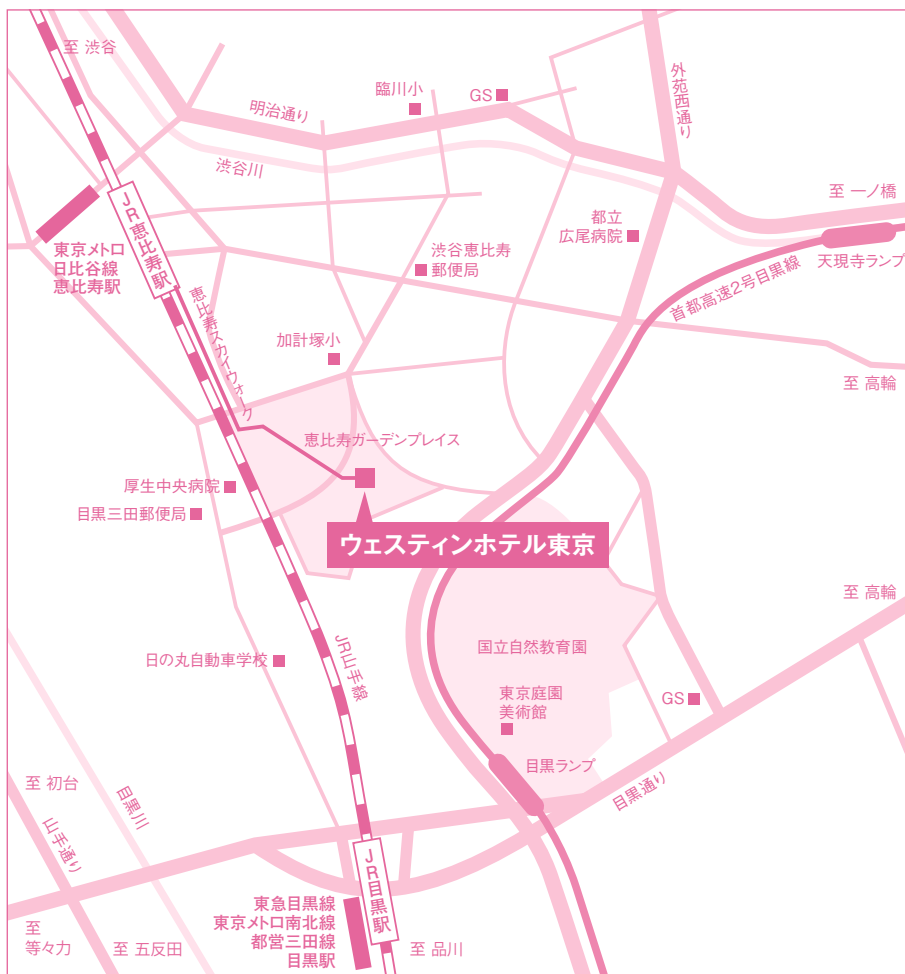 至 渋谷
明治通り
臨川小
GS
外苑西通り
渋谷川
至 一ノ橋
都立
広尾病院
天現寺ランプ
JR恵比寿駅
東京メトロ
日比谷線
恵比寿駅
渋谷恵比寿
郵便局
首都高速2号目黒線
恵比寿スカイウォーク
加計塚小
至 高輪
恵比寿ガーデンプレイス
厚生中央病院
目黒三田郵便局
ウェスティンホテル東京
至 高輪
国立自然教育園
JR山手線
日の丸自動車学校
東京庭園
美術館
GS
目黒ランプ
目黒通り
至 初台
目黒川
山手通り
JR目黒駅
東急目黒線
東京メトロ南北線
都営三田線
目黒駅
至
等々力
至 五反田
至 品川